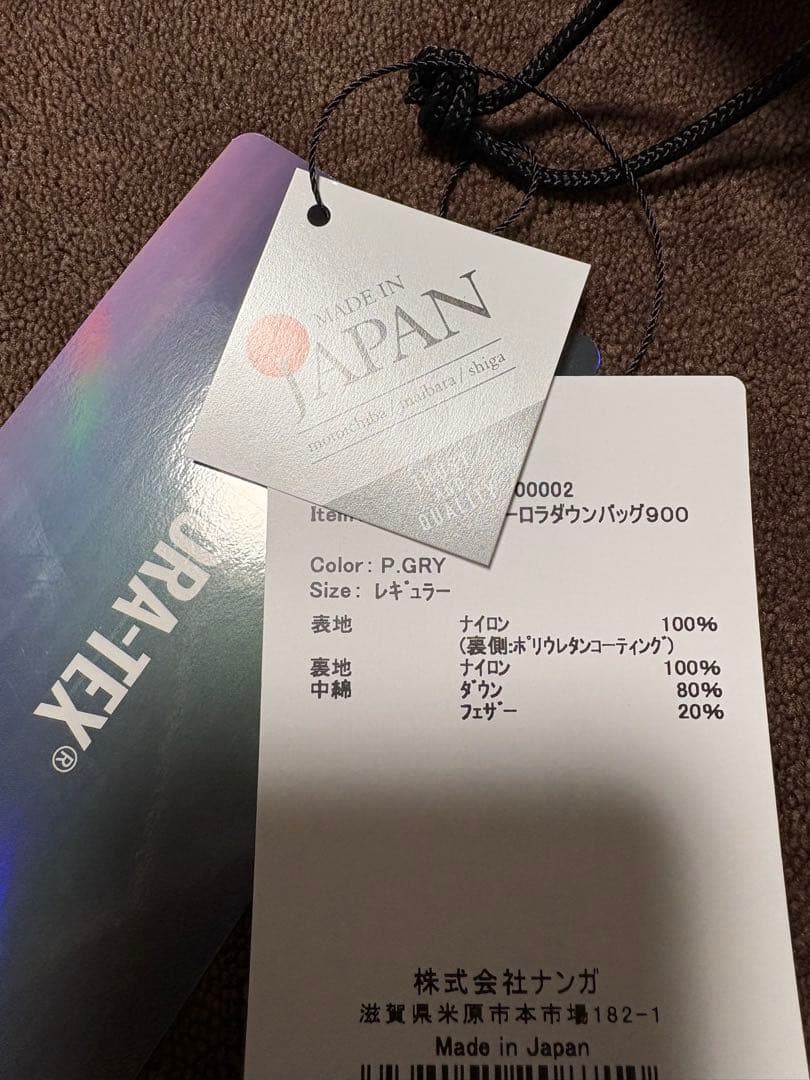 MADE IN
JAPAN
moroichiba / maibara / shiga
QUALITY
ORA-TEX®
00002
Item
ーロラダウンバッグ900
Color: P.GRY
Size: レギュラー
表地 ナイロン 100%
(裏側:ポリウレタンコーティング)
裏地 ナイロン 100%
中綿 ダウン 80%
フェザー 20%
株式会社ナンガ
滋賀県米原市本市場182-1
Made in Japan